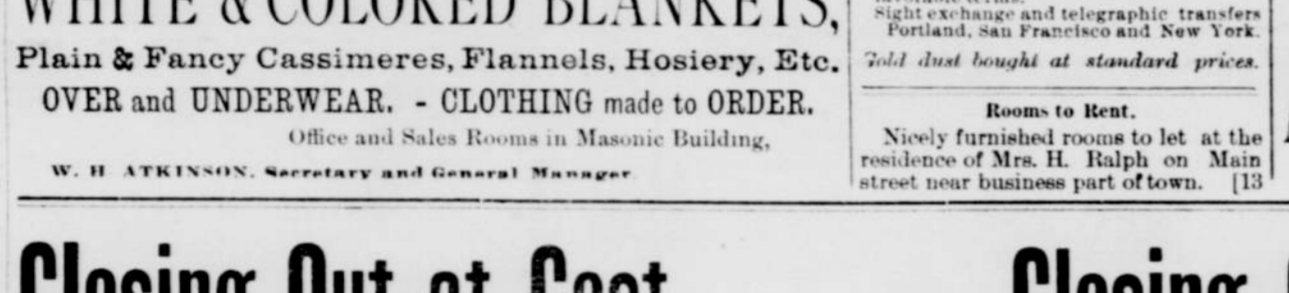 WHITE & COLORED BLANKETS,
Plain & Fancy Cassimeres, Flannels, Hosiery, Etc.
OVER and UNDERWEAR. - CLOTHING made to ORDER.
Office and Sales Rooms in Masonic Building,
W. H ATKINSON. Secretary and General Manager
Sight exchange and telegraphic transfers
Portland, San Francisco and New York.
Gold dust bought at standard prices.
Rooms to Rent.
Nicely furnished rooms to let at the
residence of Mrs. H. Ralph on Main
street near business part of town. [13
Closing Out at Cost
Closing